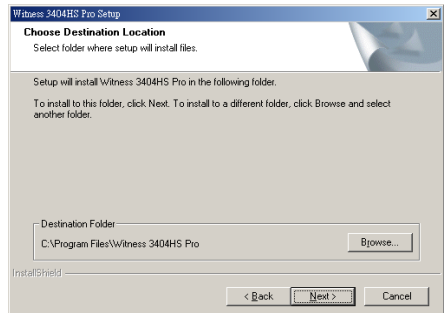 Witness 3404HS Pro Setup
Choose Destination Location
Select folder where setup will install files.
Setup will install Witness 3404HS Pro in the following folder.
To install to this folder, click Next. To install to a different folder, click Browse and select
another folder.
Destination Folder
C:\Program Files\Witness 3404HS Pro
Browse...
InstallShield
< Back
Next >
Cancel